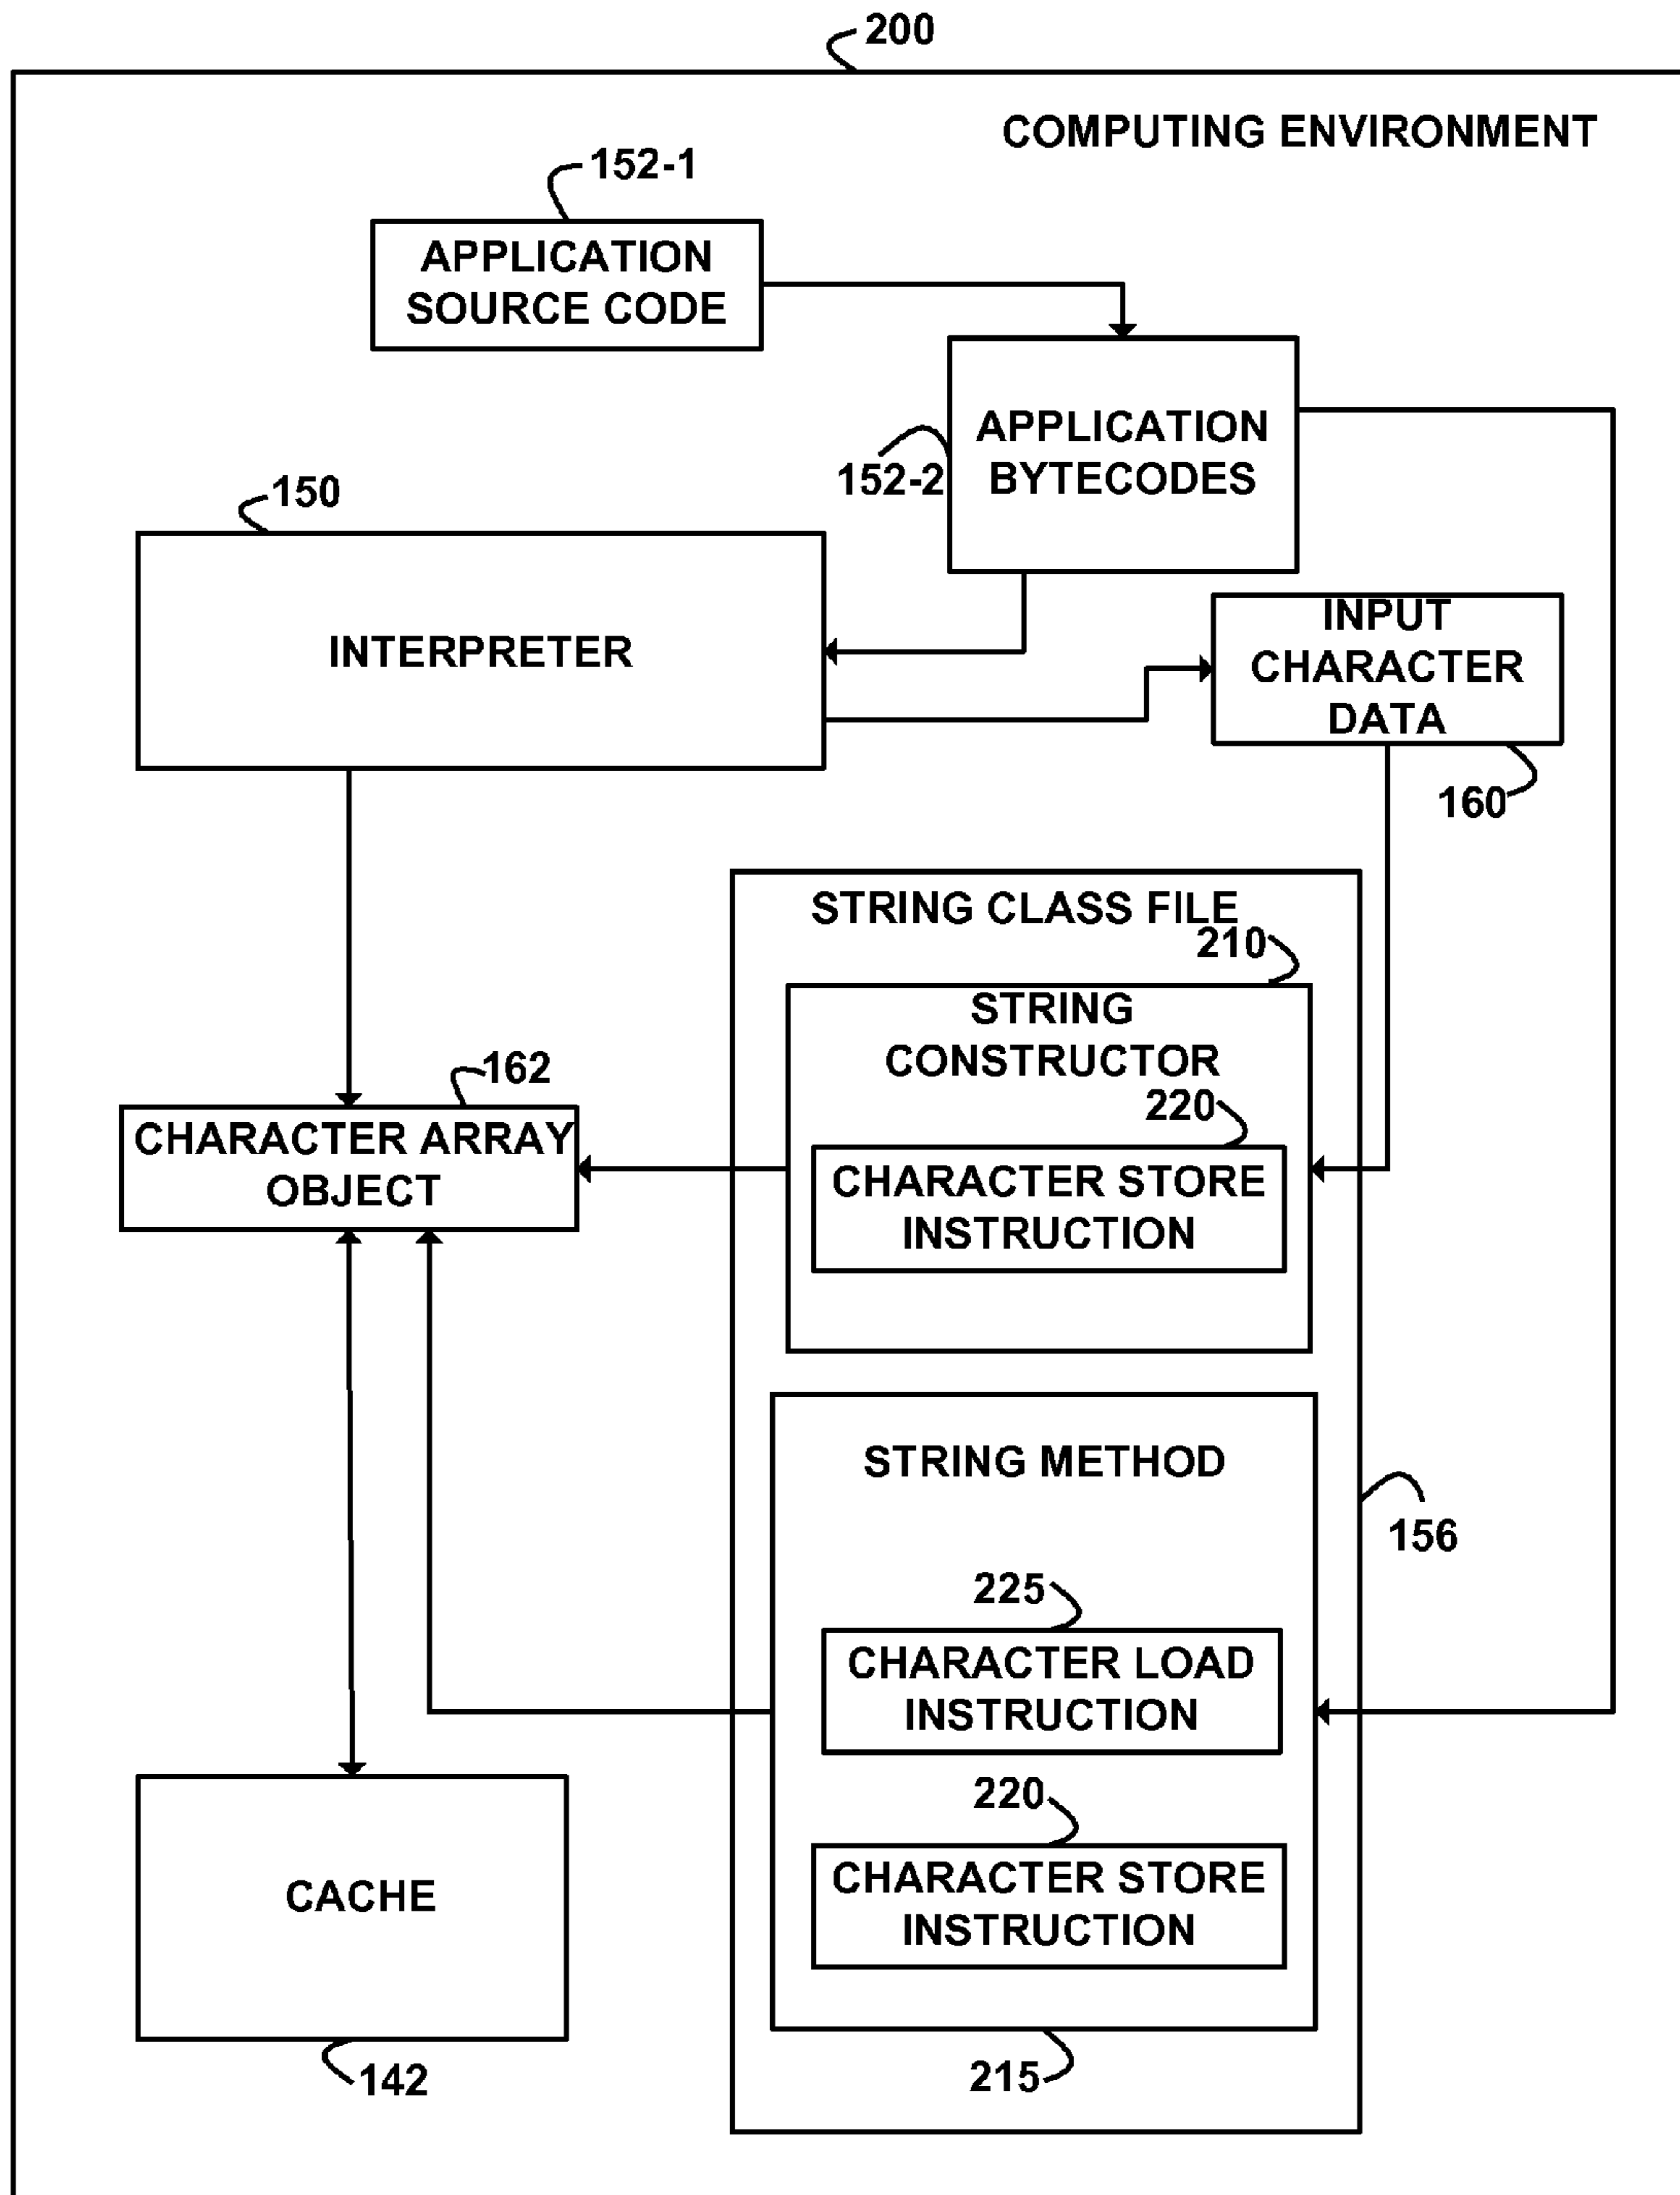 200
COMPUTING ENVIRONMENT
152-1
APPLICATION
SOURCE CODE
APPLICATION
BYTECODES
152-2
150
INTERPRETER
INPUT
CHARACTER
DATA
160
STRING CLASS FILE
210
STRING
CONSTRUCTOR
220
CHARACTER STORE
INSTRUCTION
162
CHARACTER ARRAY
OBJECT
STRING METHOD
156
225
CHARACTER LOAD
INSTRUCTION
220
CHARACTER STORE
INSTRUCTION
215
CACHE
142